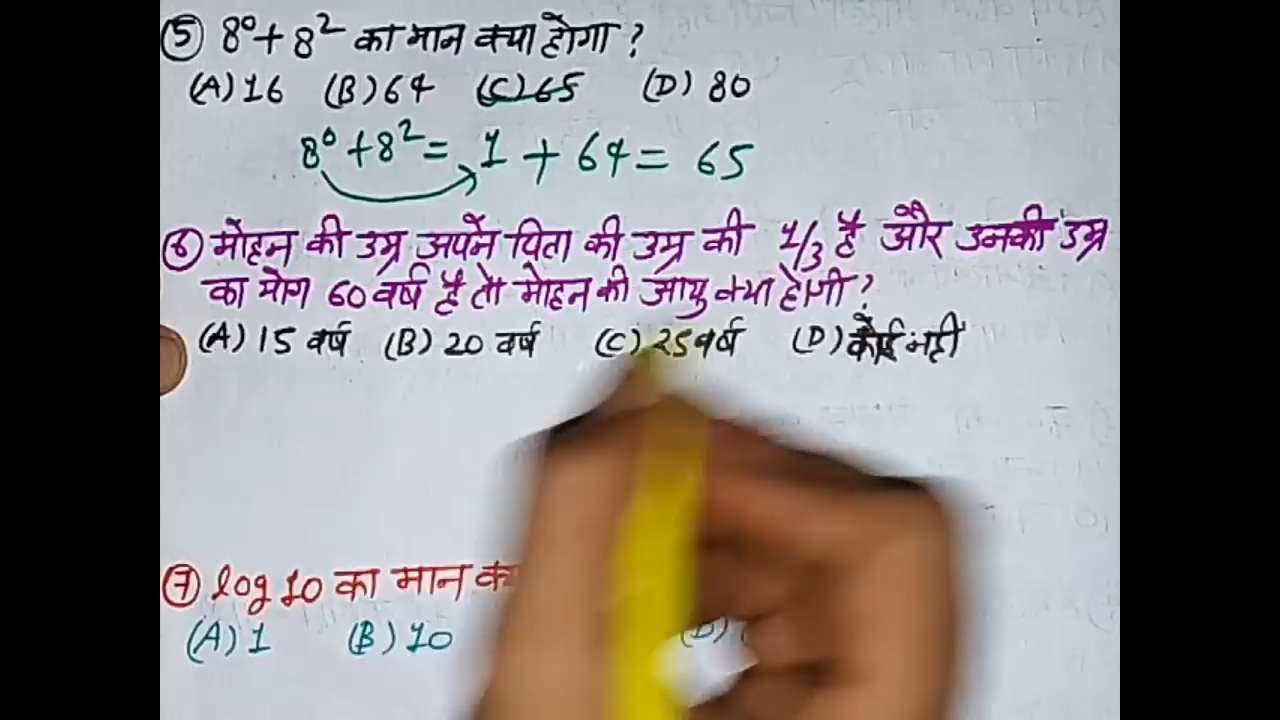 ⑤ 8⁰ + 8² का मान क्या होगा ?
(A) 16 (B) 64 (C) 65 (D) 80
8⁰ + 8² = 1 + 64 = 65
⑥ मोहन की उम्र अपने पिता की उम्र की 1/3 है और उनकी उम्र
का योग 60 वर्ष है तो मोहन की आयु क्या होगी ?
(A) 15 वर्ष (B) 20 वर्ष (C) 25 वर्ष (D) कोई नही
⑦ log 10 का मान
(A) 1 (B) 10 (D)